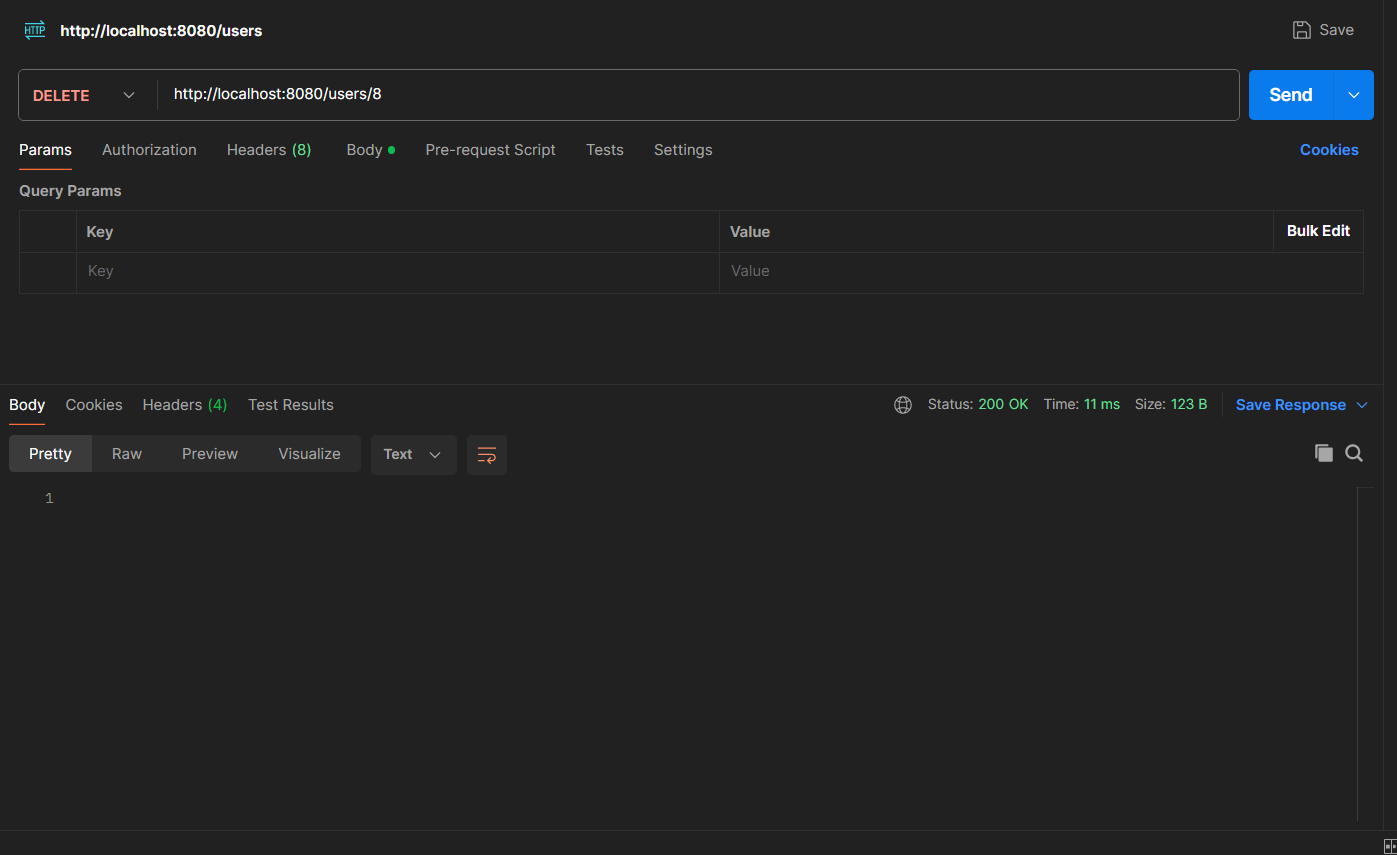 HTTP http://localhost:8080/users Save
DELETE http://localhost:8080/users/8 Send
Params Authorization Headers (8) Body Pre-request Script Tests Settings Cookies
Query Params
Key Value Bulk Edit
Key Value
Body Cookies Headers (4) Test Results Status: 200 OK Time: 11 ms Size: 123 B Save Response
Pretty Raw Preview Visualize Text
1